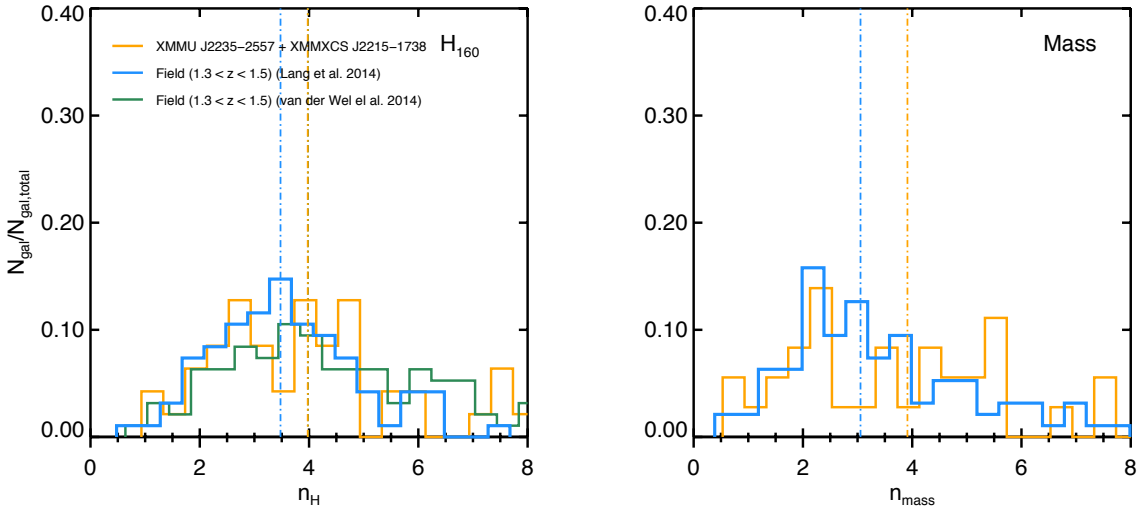 0.40
0.30
0.20
0.10
0.00
N_gal/N_gal,total
XMMU J2235−2557 + XMMXCS J2215−1738
H_160
Field (1.3 < z < 1.5) (Lang et al. 2014)
Field (1.3 < z < 1.5) (van der Wel el al. 2014)
0 2 4 6 8
n_H
0.40
0.30
0.20
0.10
0.00
Mass
0 2 4 6 8
n_mass